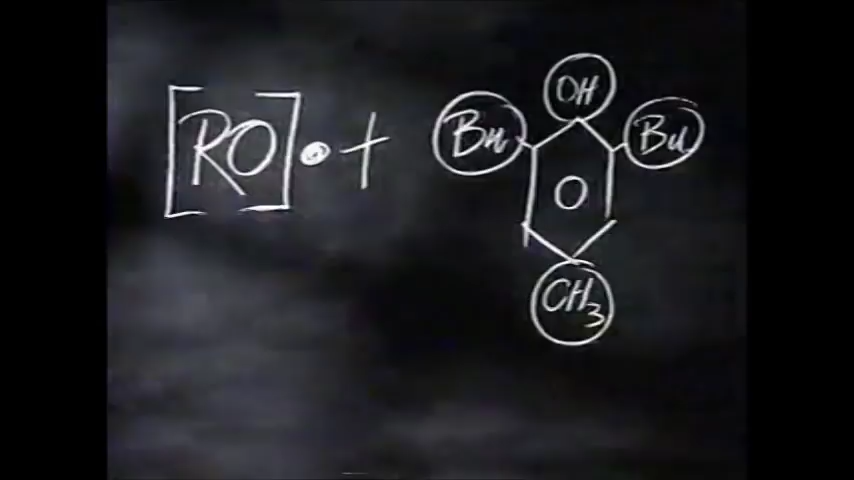 OH
[RO]• + Bu Bu
O
CH₃